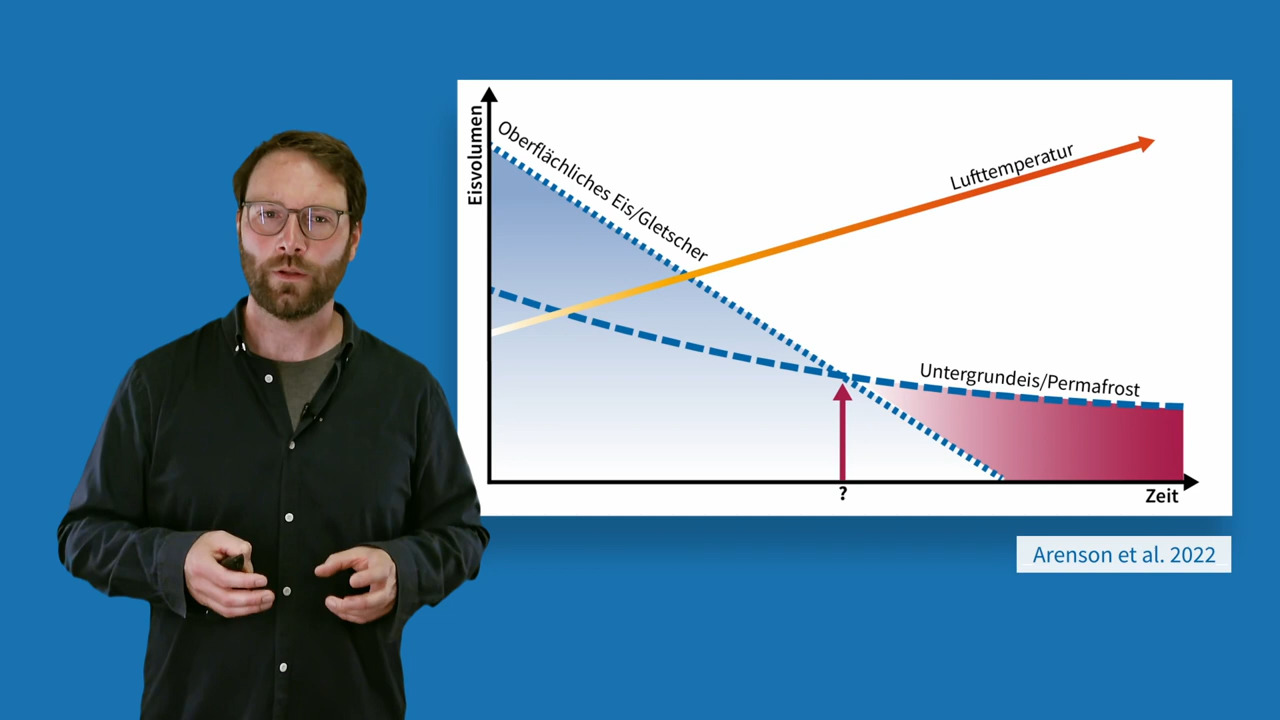 Eisvolumen
Oberflächliches Eis/Gletscher
Lufttemperatur
Untergrundeis/Permafrost
?
Zeit
Arenson et al. 2022